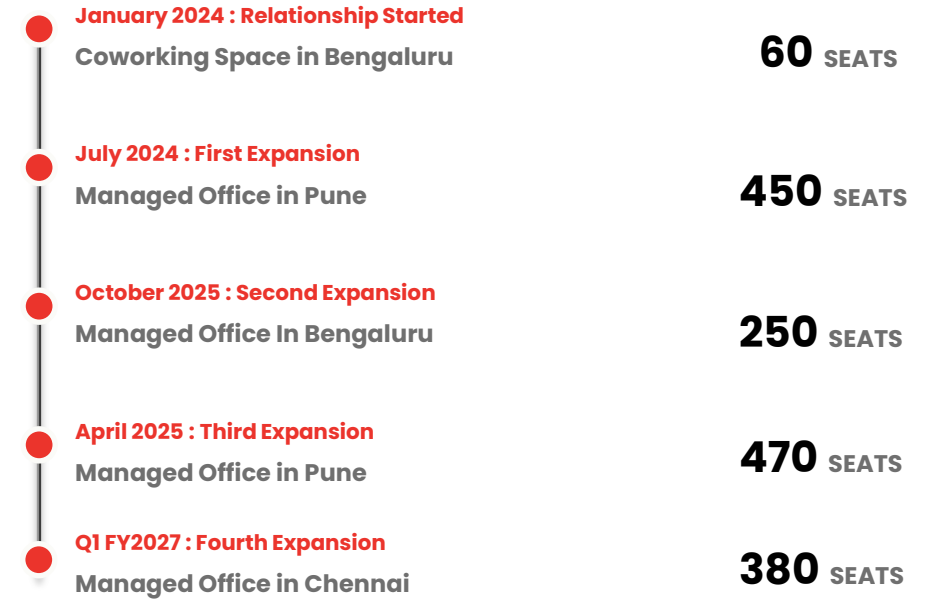 January 2024 : Relationship Started
Coworking Space in Bengaluru
60 SEATS
July 2024 : First Expansion
Managed Office in Pune
450 SEATS
October 2025 : Second Expansion
Managed Office In Bengaluru
250 SEATS
April 2025 : Third Expansion
Managed Office in Pune
470 SEATS
Q1 FY2027 : Fourth Expansion
Managed Office in Chennai
380 SEATS